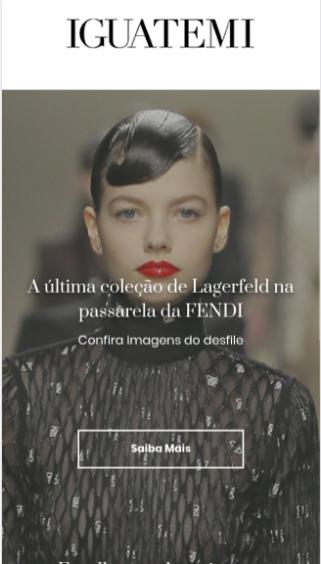 IGUATEMI
A última coleção de Lagerfeld na
passarela da FENDI
Confira imagens do desfile
Saiba Mais